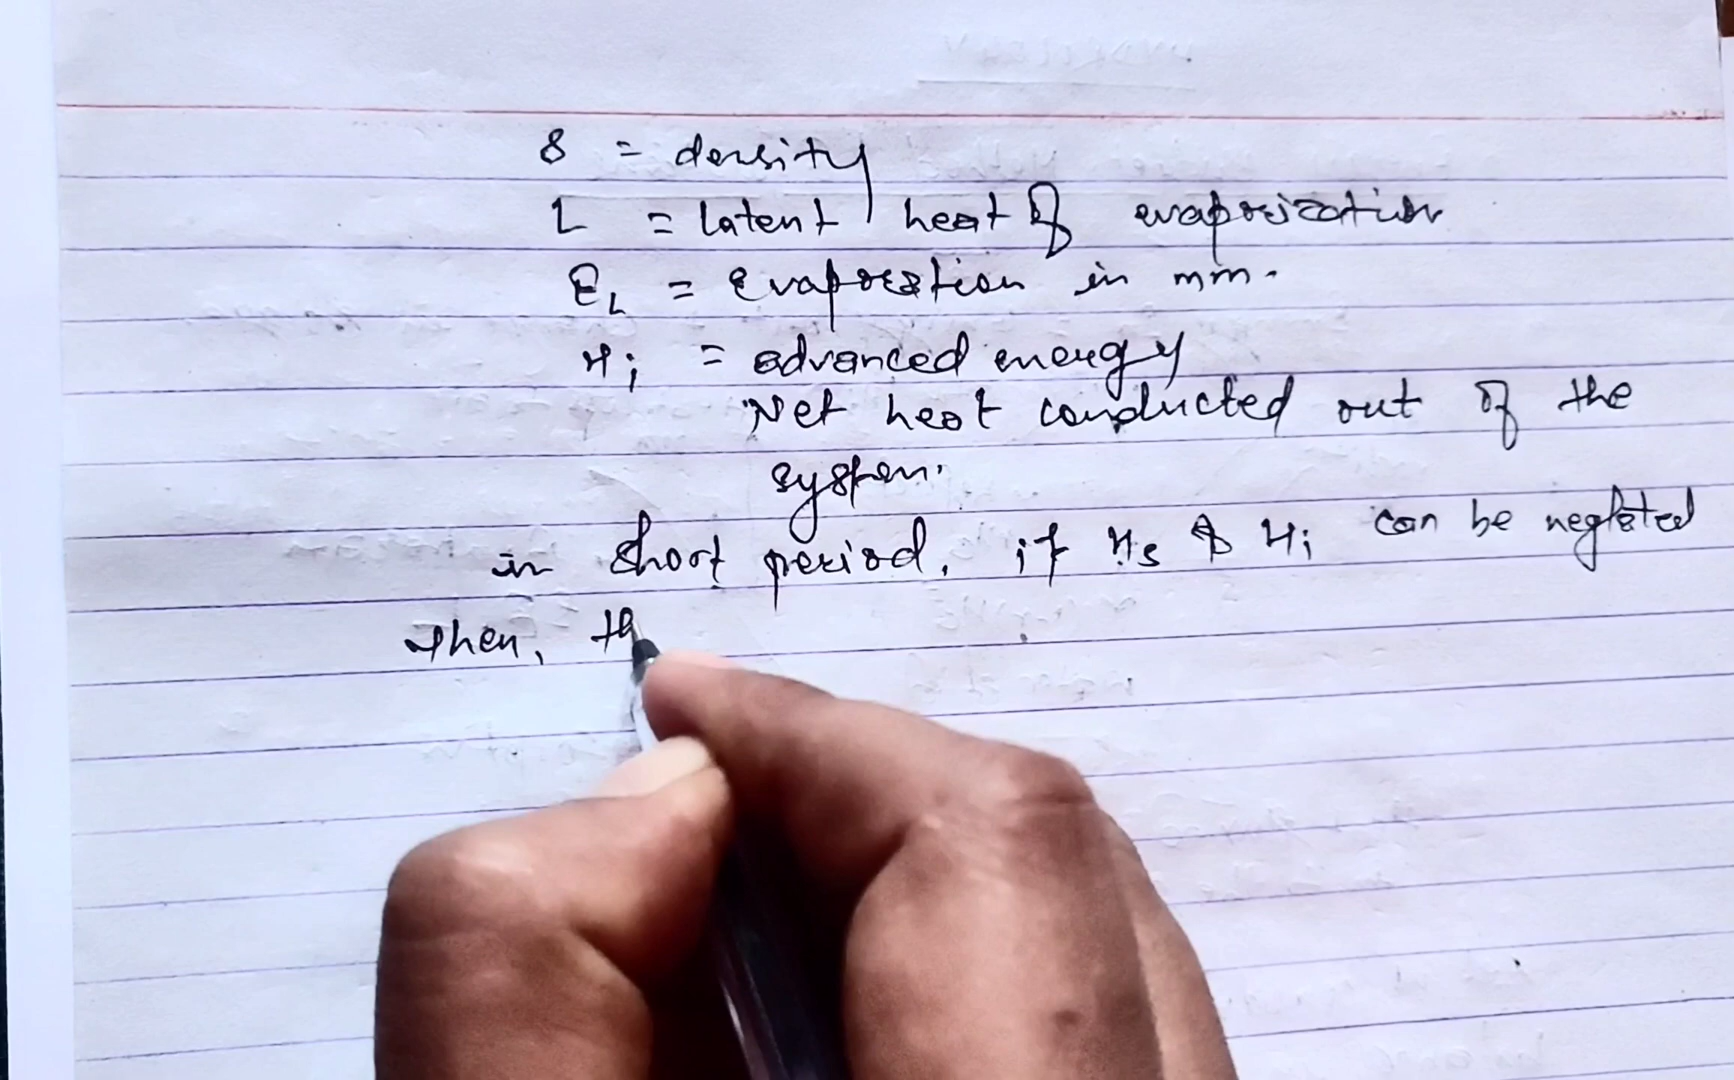 δ = density
L = latent heat of evaporization
EL = Evaporation in mm.
Hi = advanced energy
Net heat conducted out of the
system.
in short period, if Hs & Hi can be neglected
then, th